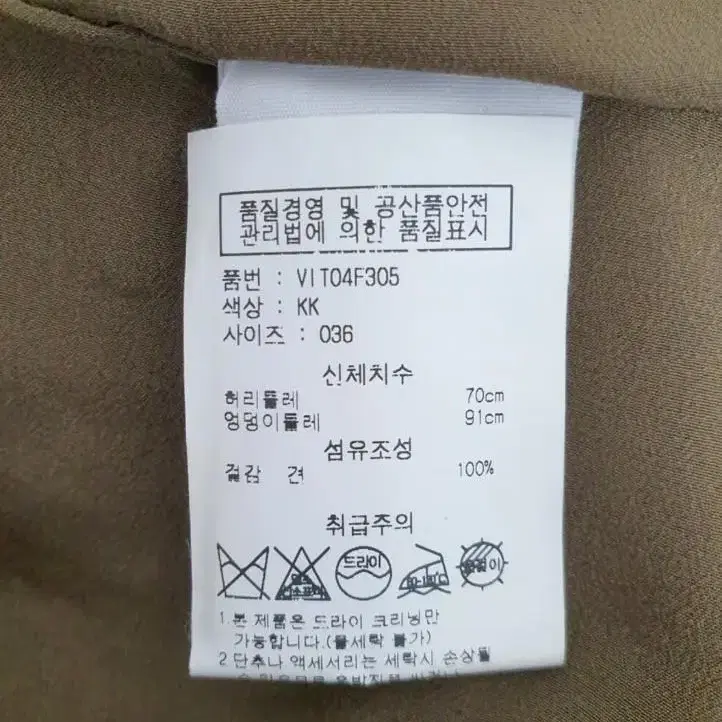 품질경영 및 공산품안전
관리법에 의한 품질표시
품번 : VIT04F305
색상 : KK
사이즈 : 036
신체치수
허리둘레 70cm
엉덩이둘레 91cm
섬유조성
겉감 견 100%
취급주의
드라이
1.본 제품은 드라이 크리닝만
가능합니다.(물세탁 불가)
2 단추나 액세서리는 세탁시 손상될